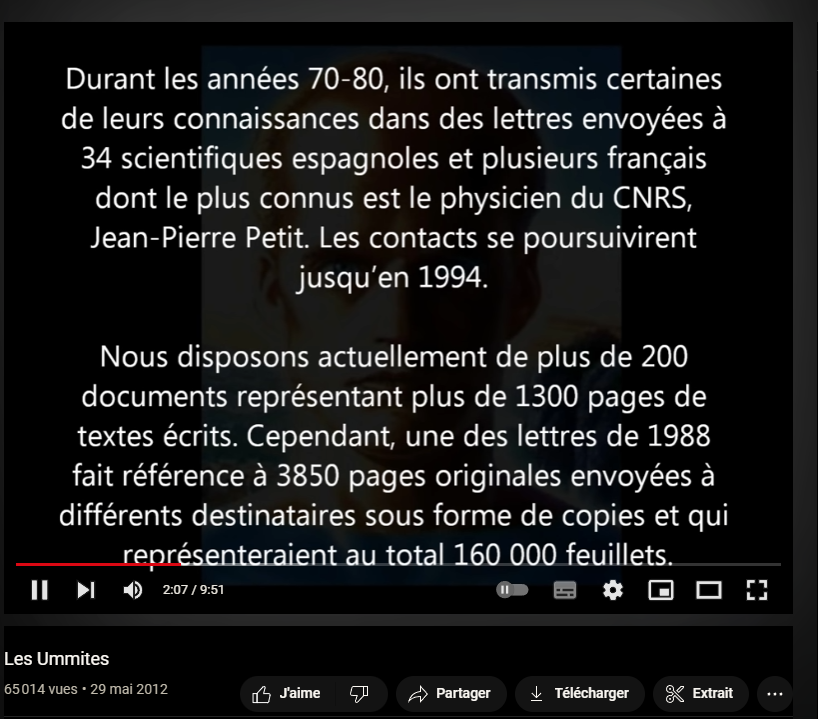 Durant les années 70-80, ils ont transmis certaines
de leurs connaissances dans des lettres envoyées à
34 scientifiques espagnoles et plusieurs français
dont le plus connus est le physicien du CNRS,
Jean-Pierre Petit. Les contacts se poursuivirent
jusqu'en 1994.
Nous disposons actuellement de plus de 200
documents représentant plus de 1300 pages de
textes écrits. Cependant, une des lettres de 1988
fait référence à 3850 pages originales envoyées à
différents destinataires sous forme de copies et qui
représenteraient au total 160 000 feuillets.
2:07 / 9:51
Les Ummites
65 014 vues • 29 mai 2012
J'aime
Partager
Télécharger
Extrait